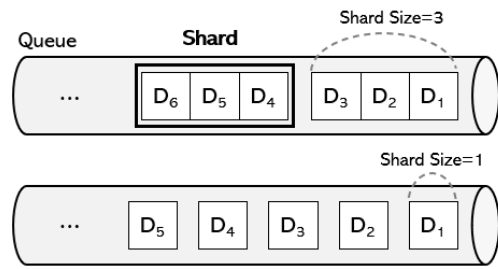 Shard Size=3
Queue
Shard
... D₆ D₅ D₄ D₃ D₂ D₁
Shard Size=1
... D₅ D₄ D₃ D₂ D₁